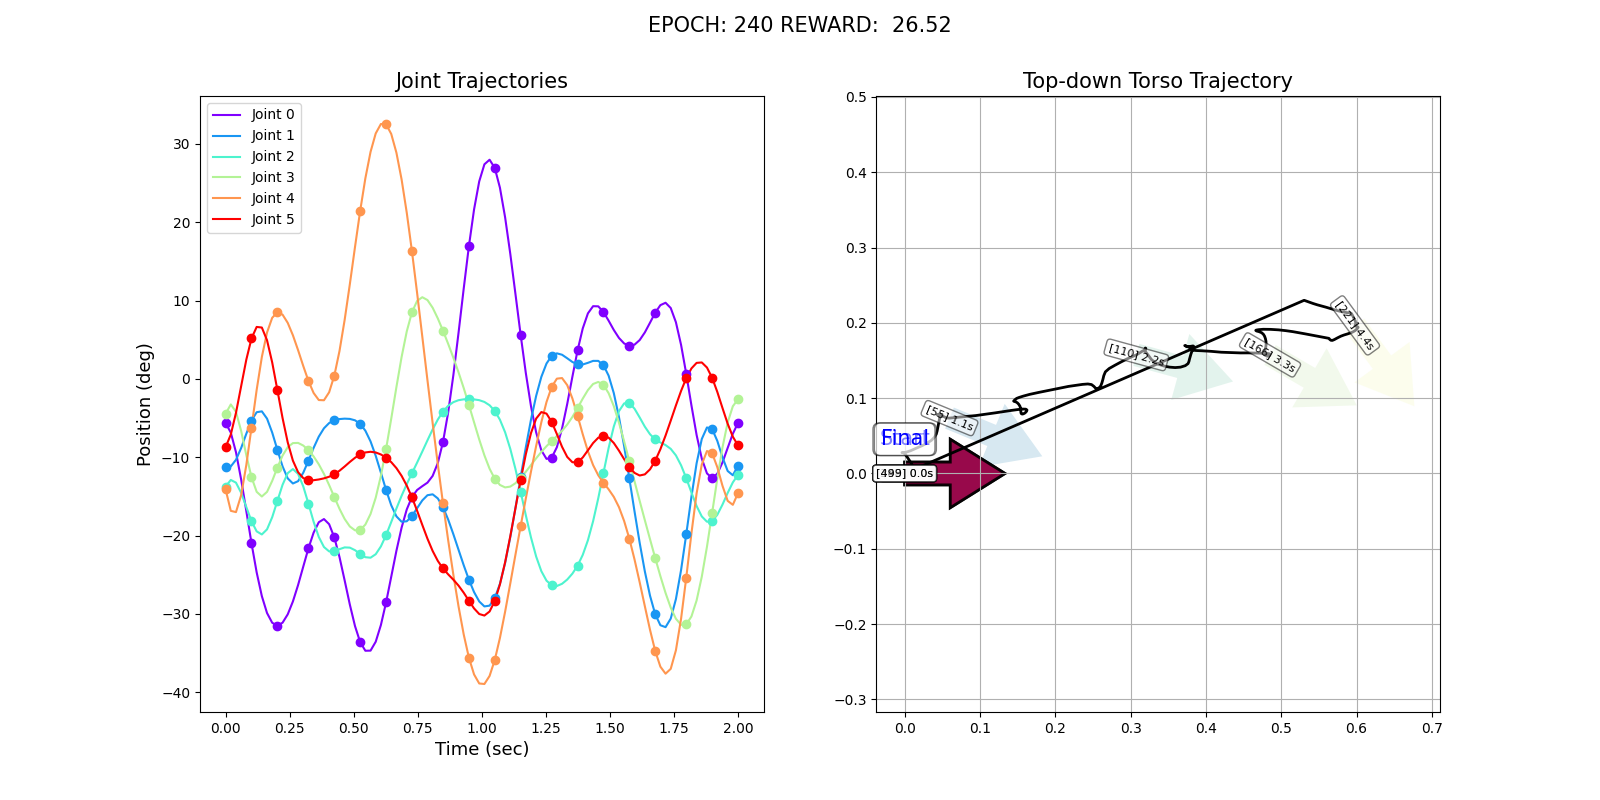 EPOCH: 240 REWARD:  26.52
Joint Trajectories
Joint 0
Joint 1
Joint 2
Joint 3
Joint 4
Joint 5
30
20
10
0
−10
−20
−30
−40
Position (deg)
0.00 0.25 0.50 0.75 1.00 1.25 1.50 1.75 2.00
Time (sec)
Top-down Torso Trajectory
0.5
0.4
0.3
0.2
0.1
0.0
−0.1
−0.2
−0.3
[221] 4.4s
[110] 2.2s
[166] 3.3s
[55] 1.1s
Final
[499] 0.0s
0.0 0.1 0.2 0.3 0.4 0.5 0.6 0.7